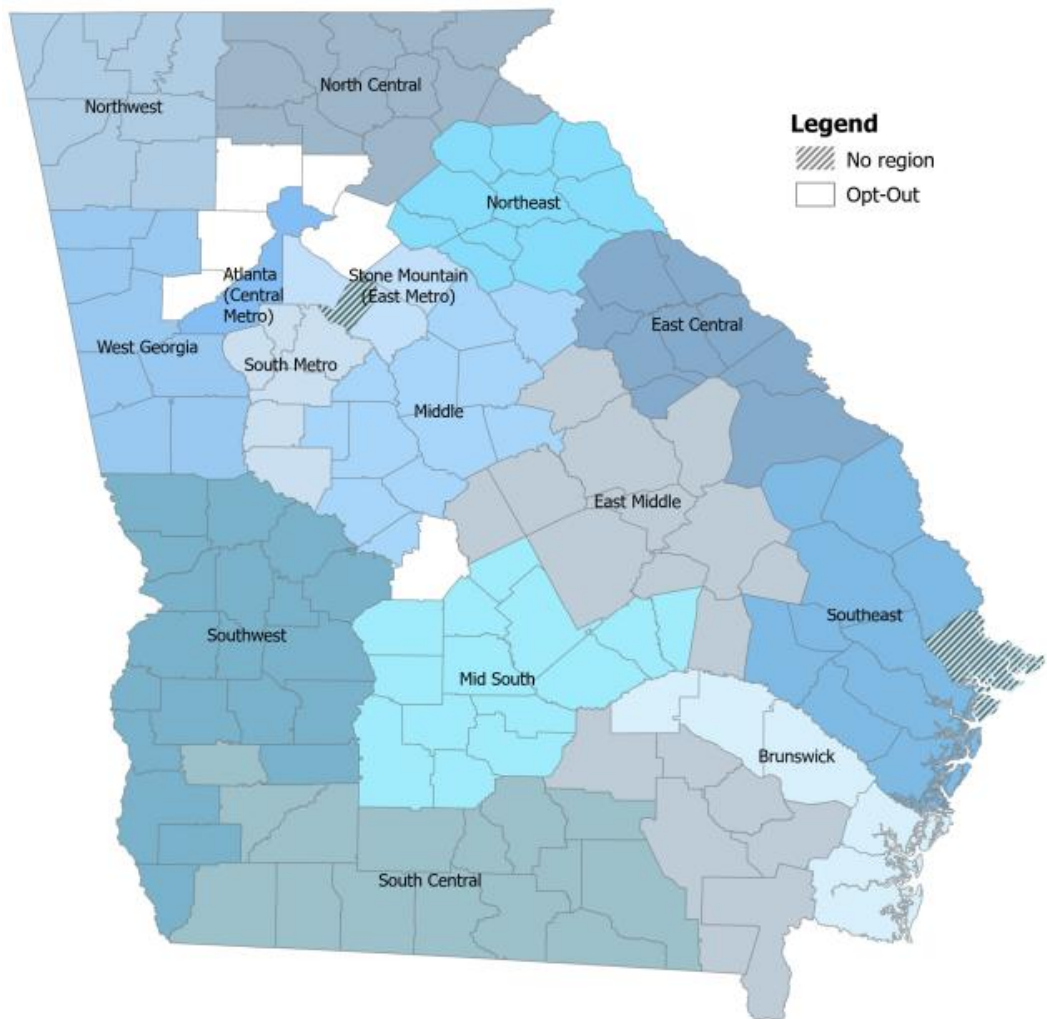 North Central
Northwest
Legend
No region
Opt-Out
Northeast
Atlanta
(Central
Metro)
Stone Mountain
(East Metro)
East Central
West Georgia
South Metro
Middle
East Middle
Southeast
Southwest
Mid South
Brunswick
South Central